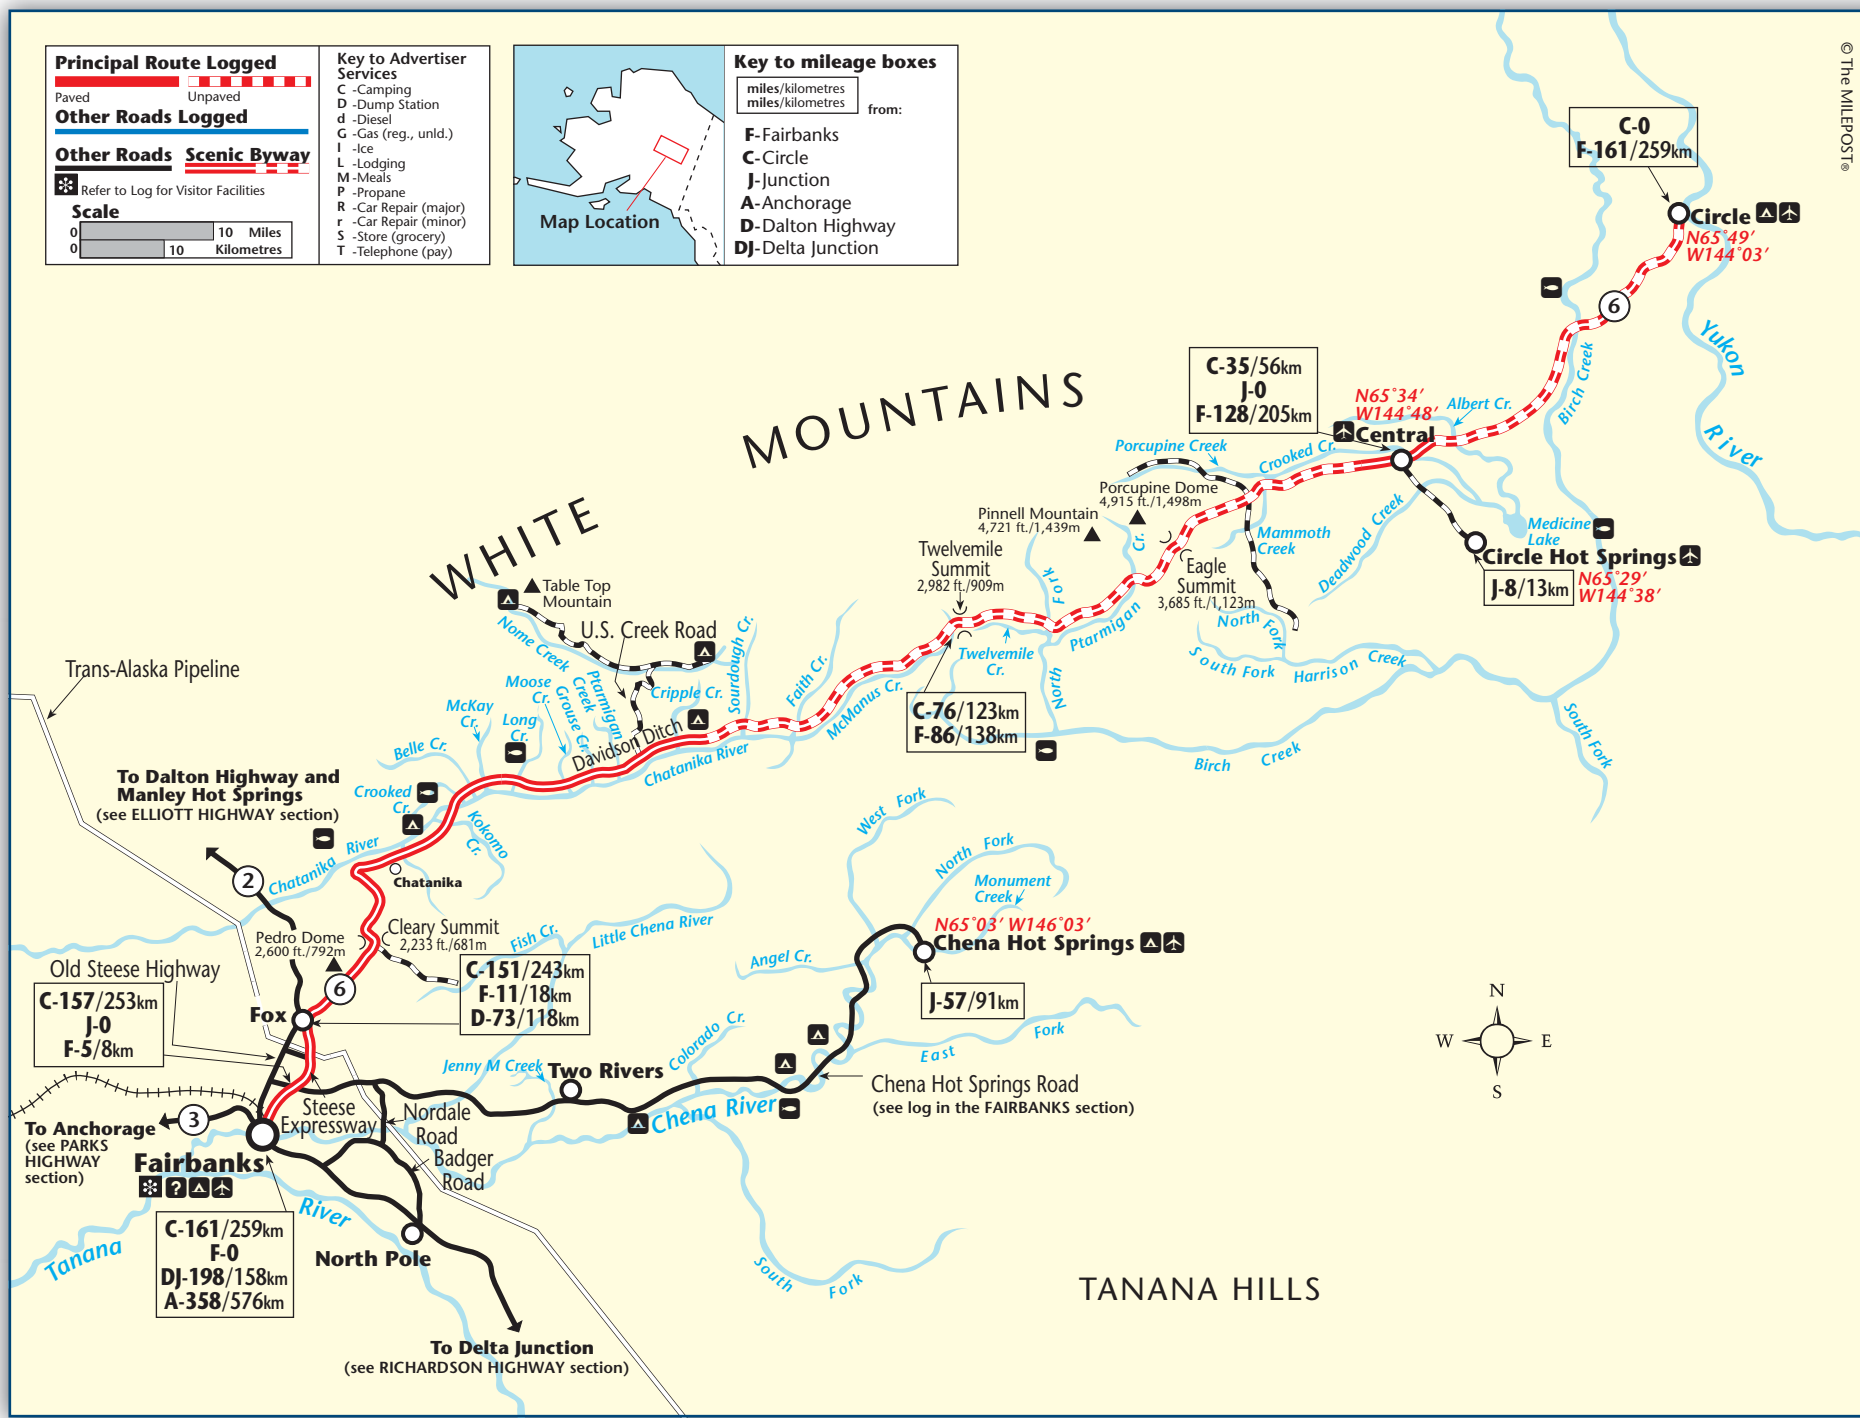 Principal Route Logged
Paved
Unpaved
Other Roads Logged
Other Roads
Scenic Byway
Refer to Log for Visitor Facilities
Scale
0
10
Miles
0
10
Kilometres
Key to Advertiser
Services
C -Camping
D -Dump Station
d -Diesel
G -Gas (reg., unld.)
I -Ice
L -Lodging
M -Meals
P -Propane
R -Car Repair (major)
r -Car Repair (minor)
S -Store (grocery)
T -Telephone (pay)
Map Location
Key to mileage boxes
miles/kilometres
miles/kilometres
from:
F-Fairbanks
C-Circle
J-Junction
A-Anchorage
D-Dalton Highway
DJ-Delta Junction
© The MILEPOST®
C-0
F-161/259km
Circle
N65°49'
W144°03'
6
Yukon
River
Birch Creek
C-35/56km
J-0
F-128/205km
N65°34'
W144°48'
Albert Cr.
Central
Crooked Cr.
Porcupine Creek
Porcupine Dome
4,915 ft./1,498m
Pinnell Mountain
4,721 ft./1,439m
Cr.
Mammoth
Creek
Deadwood Creek
Medicine
Lake
Circle Hot Springs
J-8/13km
N65°29'
W144°38'
Eagle
Summit
3,685 ft./1,123m
Twelvemile
Summit
2,982 ft./909m
Fork
North
Ptarmigan
Twelvemile
Cr.
North
Fork
South Fork
Harrison Creek
South Fork
Birch
Creek
C-76/123km
F-86/138km
WHITE
MOUNTAINS
Table Top
Mountain
U.S. Creek Road
Nome Creek
Moose
Cr.
Ptarmigan
Creek
Grouse Cr.
Cripple Cr.
Sourdough Cr.
Faith Cr.
McManus Cr.
Davidson Ditch
Chatanika River
McKay
Cr.
Long
Cr.
Belle Cr.
Crooked
Cr.
Kokomo
Cr.
Trans-Alaska Pipeline
To Dalton Highway and
Manley Hot Springs
(see ELLIOTT HIGHWAY section)
2
Chatanika River
Chatanika
Cleary Summit
2,233 ft./681m
Pedro Dome
2,600 ft./792m
Fish Cr.
Little Chena River
Old Steese Highway
C-157/253km
J-0
F-5/8km
Fox
6
C-151/243km
F-11/18km
D-73/118km
West Fork
North Fork
Monument
Creek
N65°03' W146°03'
Chena Hot Springs
J-57/91km
Angel Cr.
Colorado Cr.
East
Fork
Jenny M Creek
Two Rivers
Chena River
Chena Hot Springs Road
(see log in the FAIRBANKS section)
N
W
E
S
3
To Anchorage
(see PARKS
HIGHWAY
section)
Steese
Expressway
Nordale
Road
Badger
Road
Fairbanks
?
C-161/259km
F-0
DJ-198/158km
A-358/576km
Tanana
River
North Pole
To Delta Junction
(see RICHARDSON HIGHWAY section)
South
Fork
TANANA HILLS